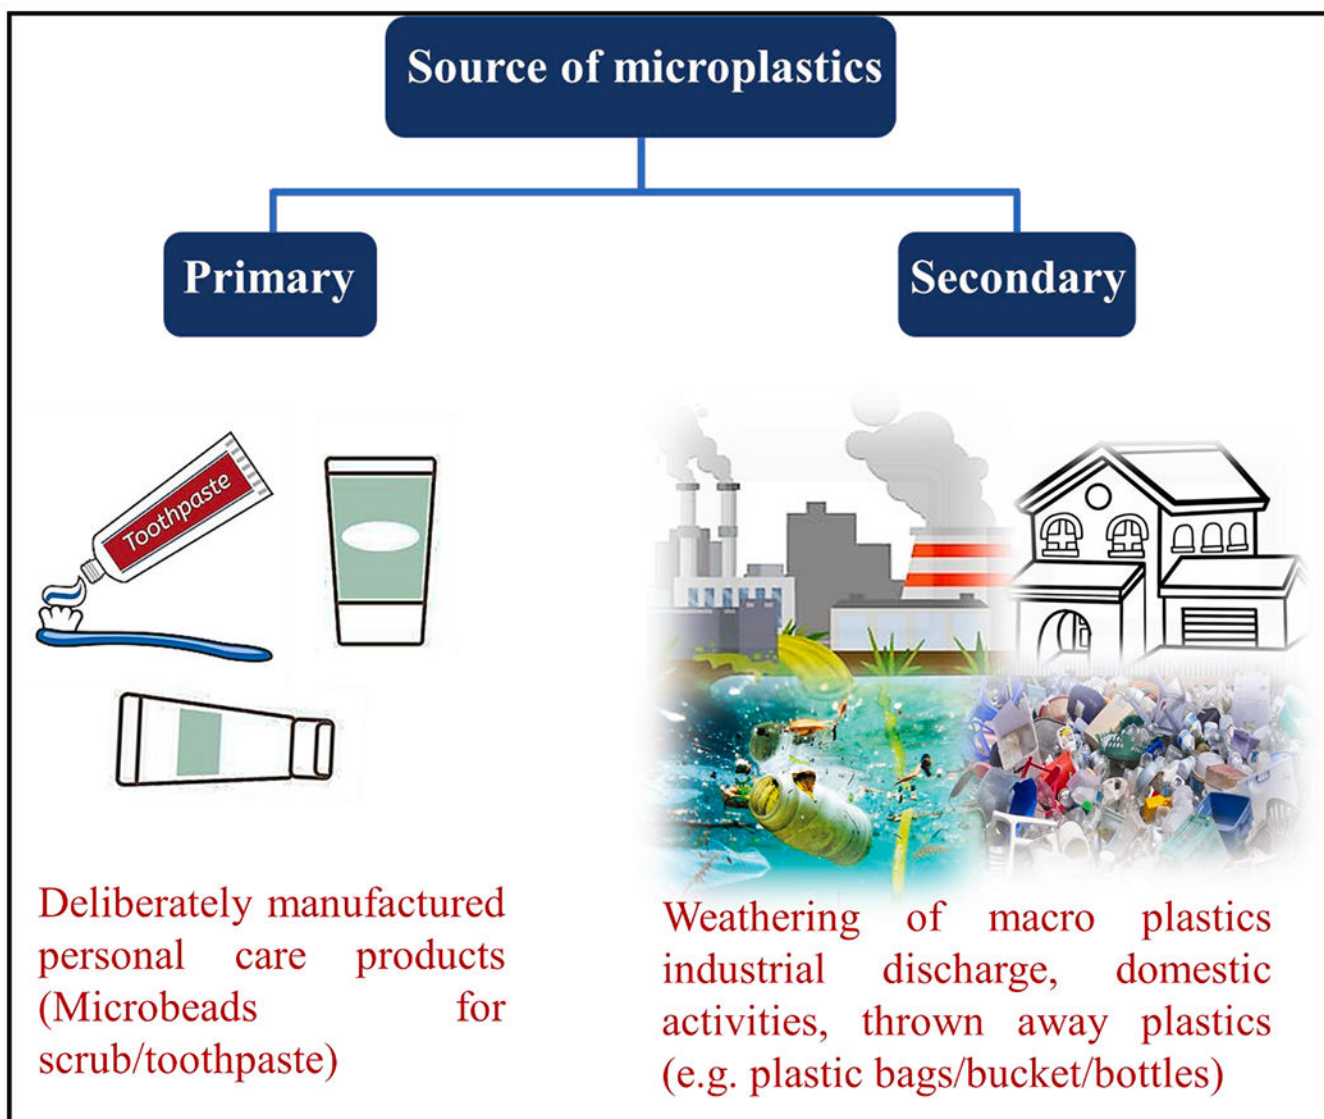 Source of microplastics
Primary
Secondary
Toothpaste
Deliberately manufactured
personal care products
(Microbeads for
scrub/toothpaste)
Weathering of macro plastics
industrial discharge, domestic
activities, thrown away plastics
(e.g. plastic bags/bucket/bottles)